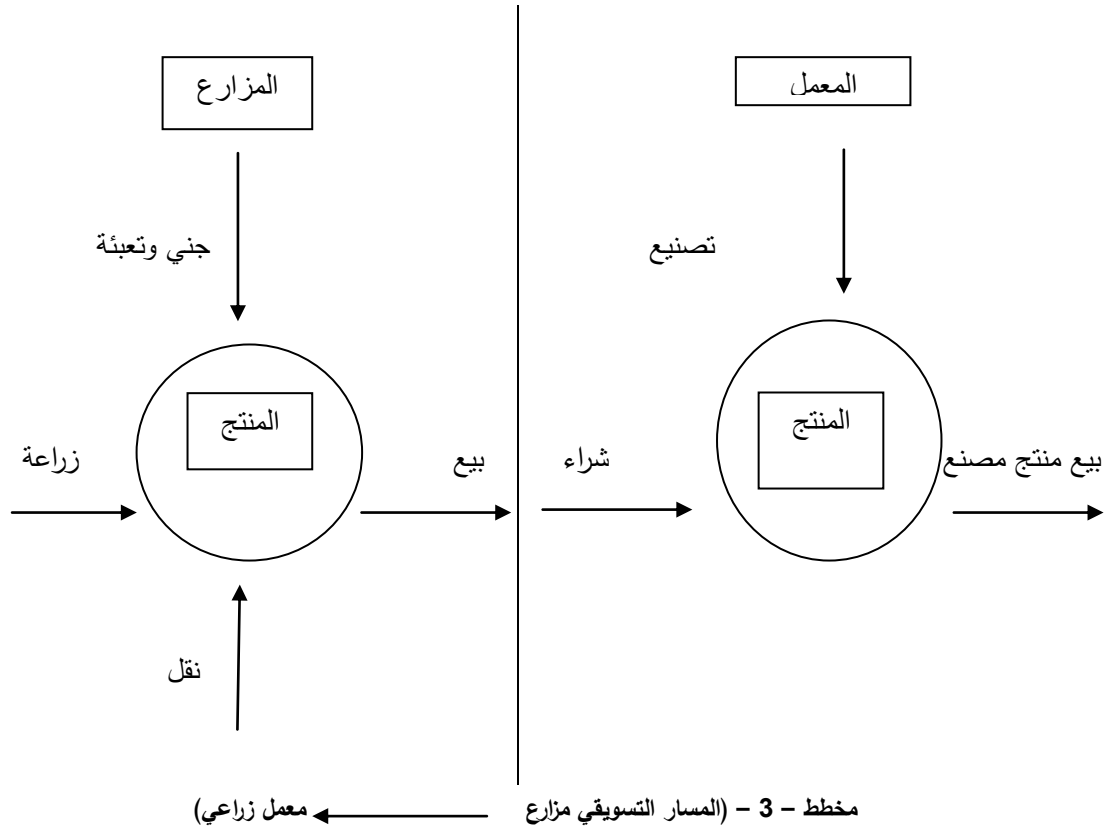 المزارع
المعمل
جني وتعبئة
تصنيع
المنتج
المنتج
زراعة
بيع
شراء
بيع منتج مصنع
نقل
مخطط – 3 – (المسار التسويقي مزارع معمل زراعي)